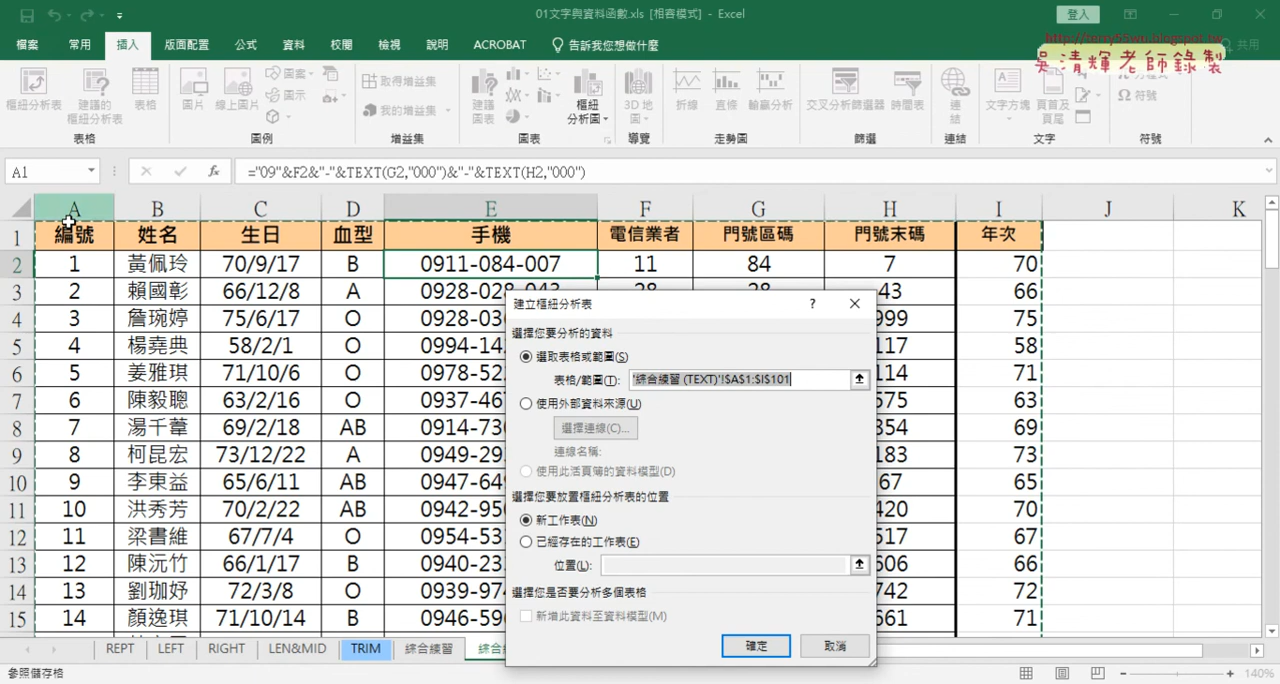 01文字與資料函數.xls [相容模式] - Excel
登入
http://terry55wu.blogspot.tw
吳清輝老師錄製
檔案 常用 插入 版面配置 公式 資料 校閱 檢視 說明 ACROBAT 告訴我您想做什麼 共用
樞紐分析表 建議的樞紐分析表 表格 圖片 線上圖片 圖案 圖示 取得增益集 我的增益集 建議圖表 樞紐分析圖 3D 地圖 折線 直條 輸贏分析 交叉分析篩選器 時間表 連結 文字方塊 頁首及頁尾 符號
表格 圖例 增益集 圖表 導覽 走勢圖 篩選 連結 文字 符號
A1 fx ="09"&F2&"-"&TEXT(G2,"000")&"-"&TEXT(H2,"000")
A B C D E F G H I J K
1 編號 姓名 生日 血型 手機 電信業者 門號區碼 門號末碼 年次
2 1 黃佩玲 70/9/17 B 0911-084-007 11 84 7 70
3 2 賴國彰 66/12/8 A 0928-028-043 28 28 43 66
4 3 詹琬婷 75/6/17 O 0928-03 999 75
5 4 楊堯典 58/2/1 O 0994-14 117 58
6 5 姜雅琪 71/10/6 O 0978-52 114 71
7 6 陳毅聰 63/2/16 O 0937-46 575 63
8 7 湯千葦 69/2/18 AB 0914-73 354 69
9 8 柯昆宏 73/12/22 A 0949-29 183 73
10 9 李東益 65/6/11 AB 0947-64 67 65
11 10 洪秀芳 70/2/22 AB 0942-95 420 70
12 11 梁書維 67/7/4 O 0954-53 517 67
13 12 陳沅竹 66/1/17 B 0940-23 606 66
14 13 劉珈妤 72/3/8 O 0939-97 742 72
15 14 顏逸琪 71/10/14 B 0946-59 661 71
建立樞紐分析表 ?
選擇您要分析的資料
選取表格或範圍(S)
表格/範圍(T): '綜合練習 (TEXT)'!$A$1:$I$101
使用外部資料來源(U)
選擇連線(C)...
連線名稱:
使用此活頁簿的資料模型(D)
選擇您要放置樞紐分析表的位置
新工作表(N)
已經存在的工作表(E)
位置(L):
選擇您是否要分析多個表格
新增此資料至資料模型(M)
確定 取消
REPT LEFT RIGHT LEN&MID TRIM 綜合練習
參照儲存格 140%